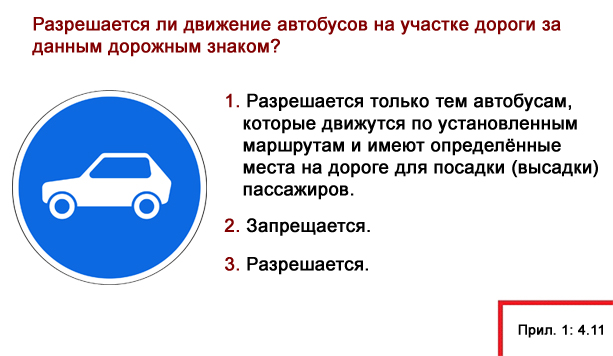 Разрешается ли движение автобусов на участке дороги за
данным дорожным знаком?
1. Разрешается только тем автобусам,
которые движутся по установленным
маршрутам и имеют определённые
места на дороге для посадки (высадки)
пассажиров.
2. Запрещается.
3. Разрешается.
Прил. 1: 4.11